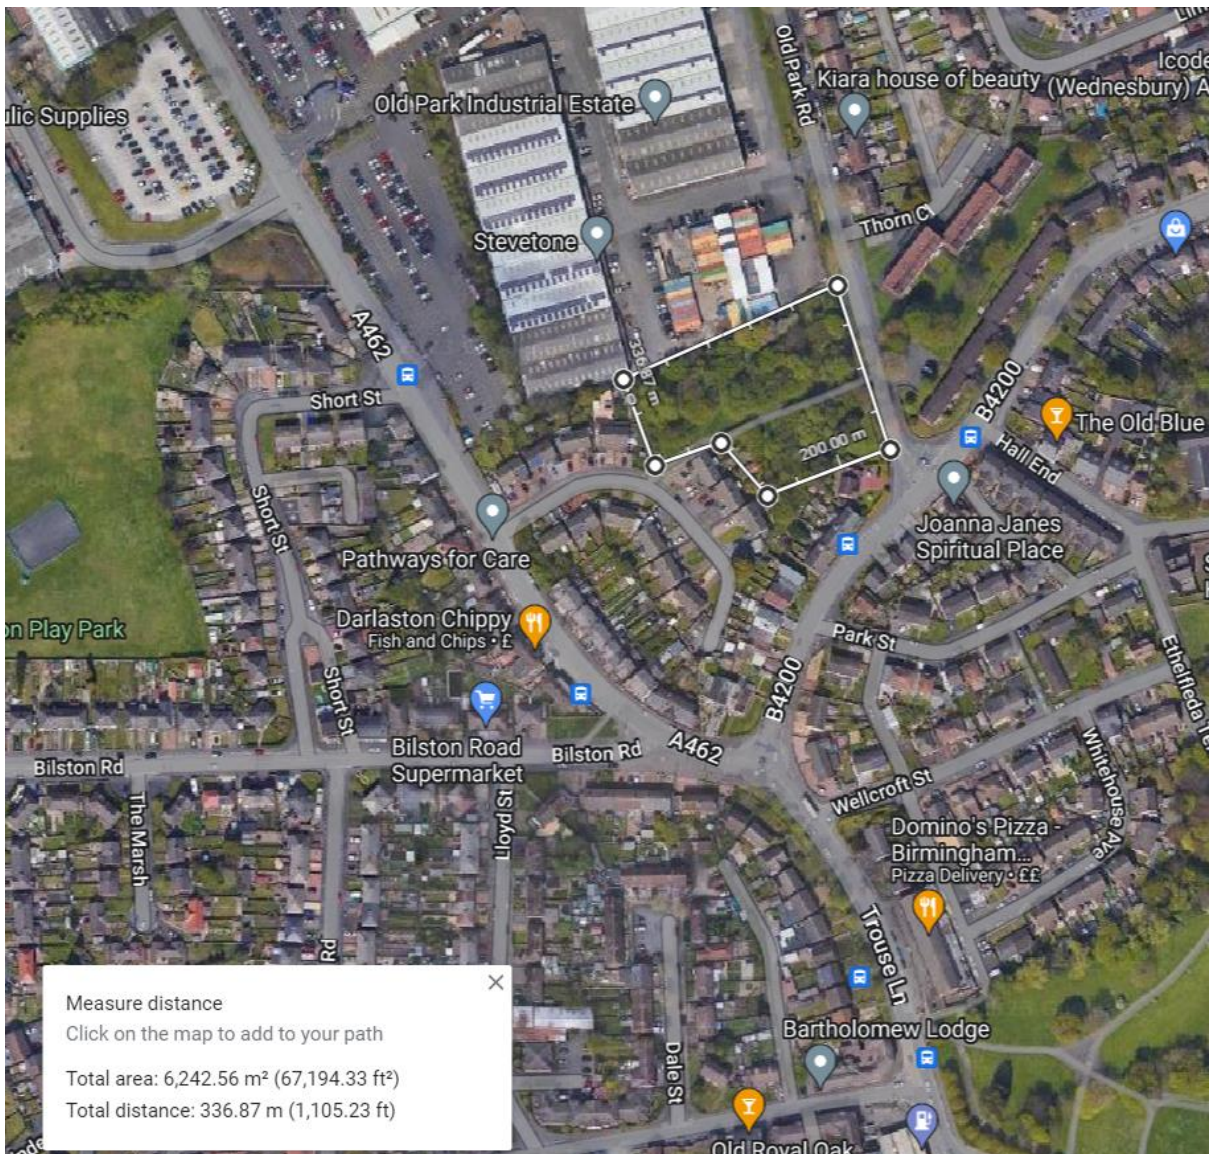 Old Park Rd
Kiara house of beauty
Icode
(Wednesbury) A
Old Park Industrial Estate
ulic Supplies
Thorn Cl
Stevetone
A462
336.87 m
Short St
B4200
The Old Blue
200.00 m
Hall End
Short St
Joanna Janes
Spiritual Place
Pathways for Care
on Play Park
Darlaston Chippy
Fish and Chips • £
Park St
Ethelfleda Te
Short St
B4200
A462
Bilston Rd
Bilston Road
Supermarket
Bilston Rd
Whitehouse Ave
Wellcroft St
The Marsh
Lloyd St
Domino's Pizza -
Birmingham...
Pizza Delivery • ££
Rd
Trouse Ln
Measure distance
Click on the map to add to your path
Total area: 6,242.56 m² (67,194.33 ft²)
Total distance: 336.87 m (1,105.23 ft)
Bartholomew Lodge
Dale St
Old Royal Oak